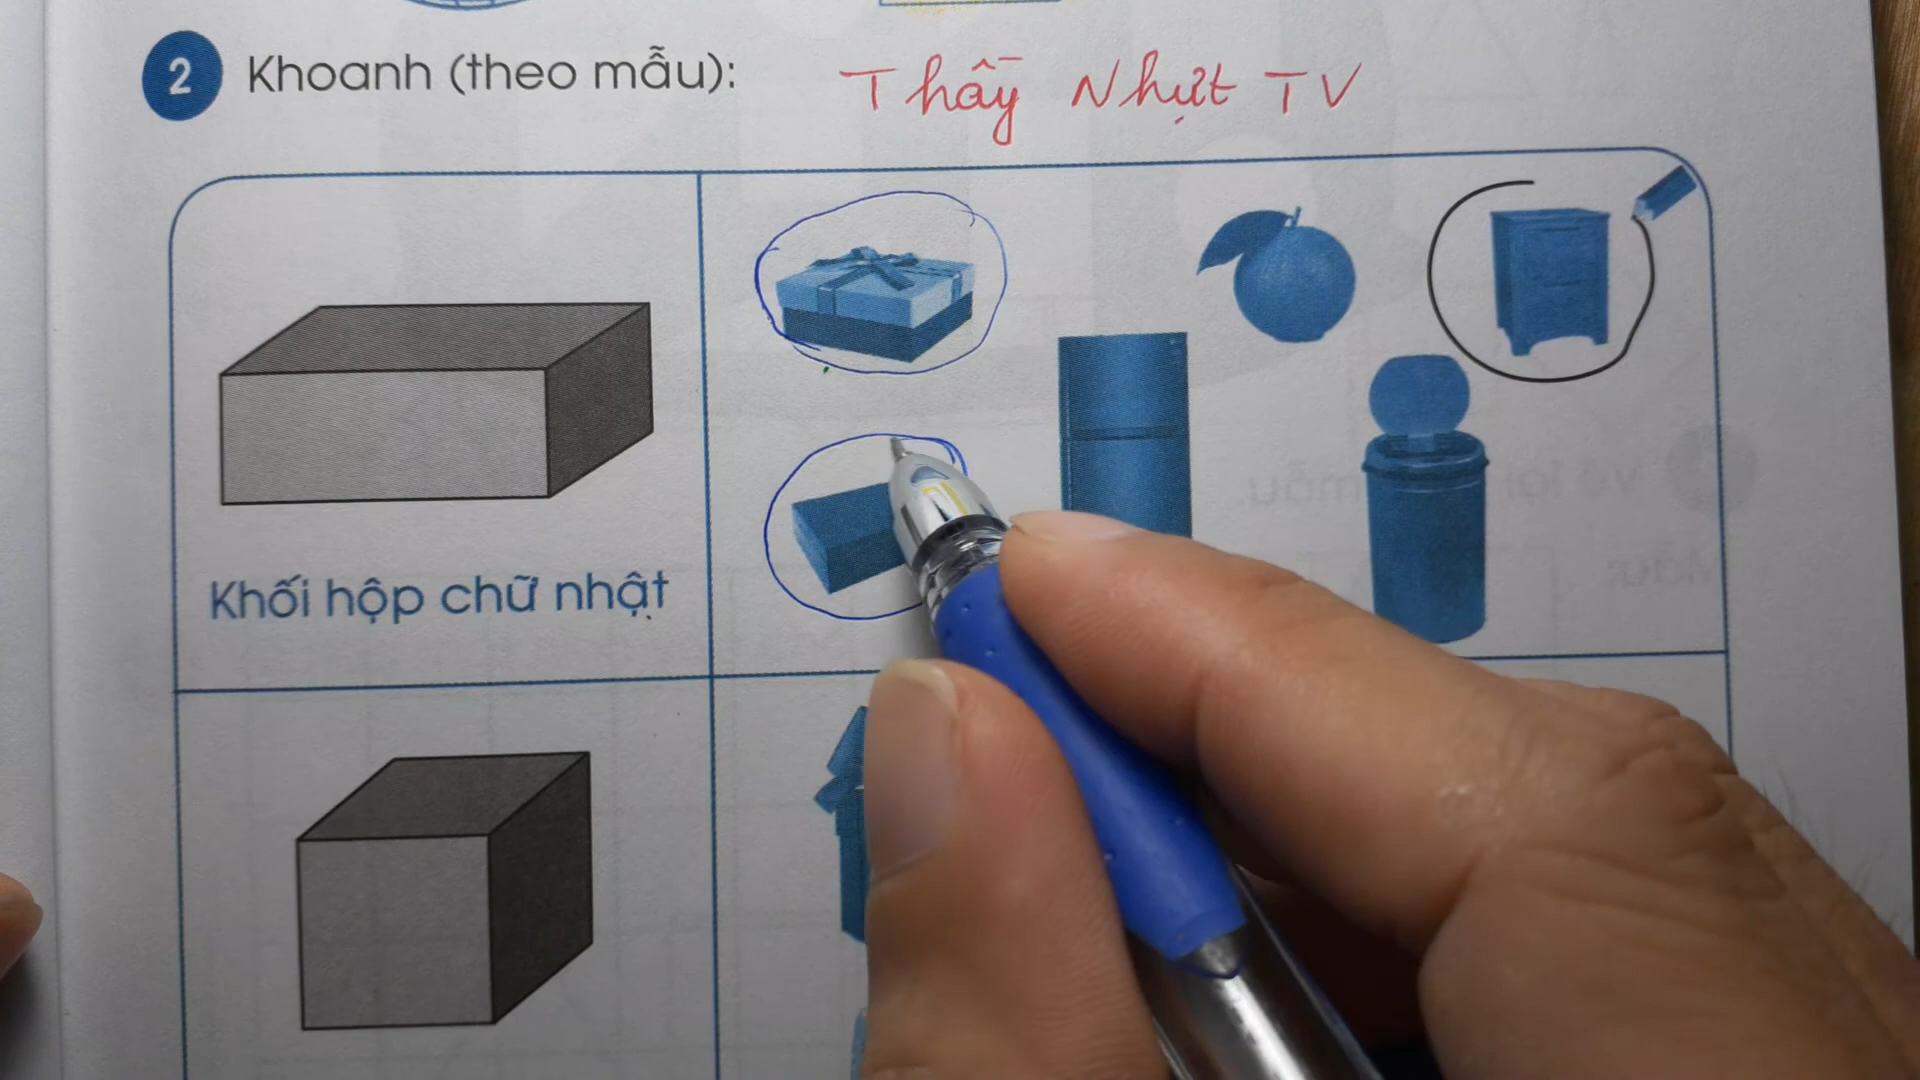 2 Khoanh (theo mẫu): Thầy Nhựt TV
Khối hộp chữ nhật